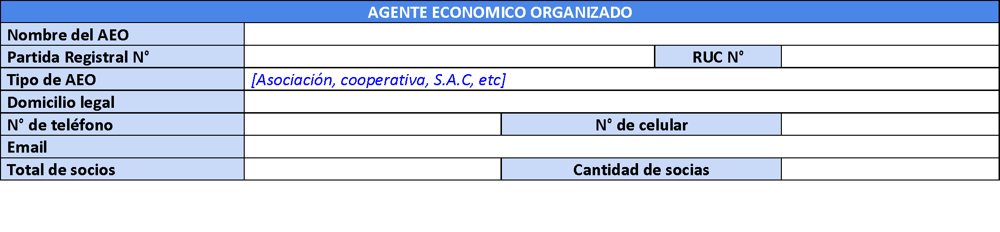 AGENTE ECONOMICO ORGANIZADO
Nombre del AEO
Partida Registral N° RUC N°
Tipo de AEO [Asociación, cooperativa, S.A.C, etc]
Domicilio legal
N° de teléfono N° de celular
Email
Total de socios Cantidad de socias